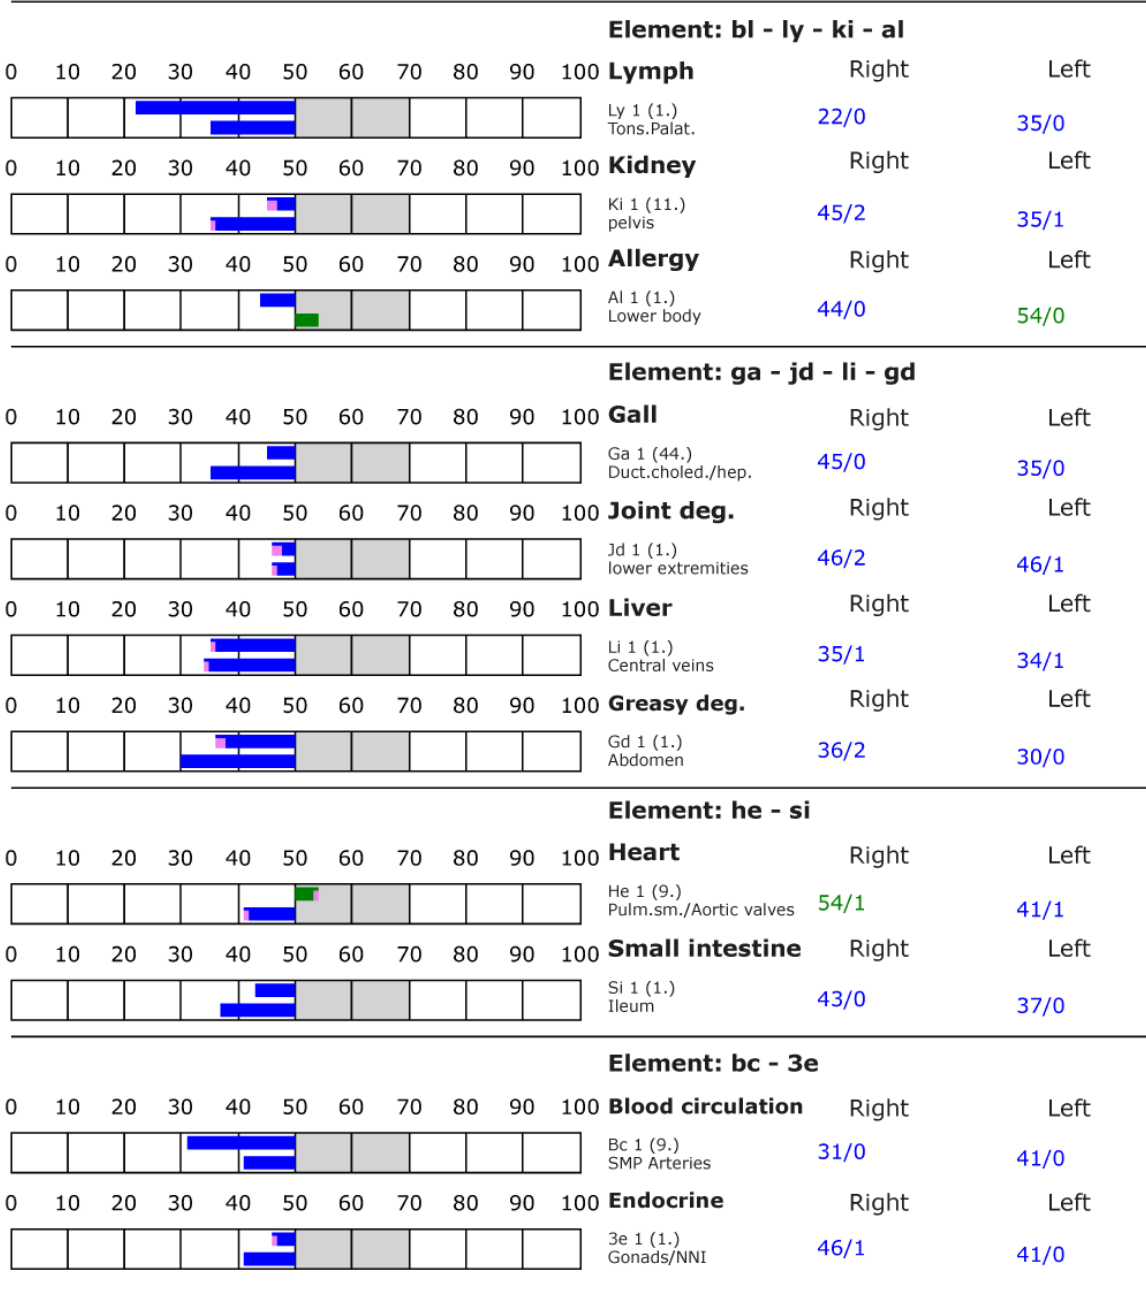 Element: bl - ly - ki - al
0 10 20 30 40 50 60 70 80 90 100 Lymph Right Left
Ly 1 (1.) 22/0 35/0
Tons.Palat.
0 10 20 30 40 50 60 70 80 90 100 Kidney Right Left
Ki 1 (11.) 45/2 35/1
pelvis
0 10 20 30 40 50 60 70 80 90 100 Allergy Right Left
Al 1 (1.) 44/0 54/0
Lower body
Element: ga - jd - li - gd
0 10 20 30 40 50 60 70 80 90 100 Gall Right Left
Ga 1 (44.) 45/0 35/0
Duct.choled./hep.
0 10 20 30 40 50 60 70 80 90 100 Joint deg. Right Left
Jd 1 (1.) 46/2 46/1
lower extremities
0 10 20 30 40 50 60 70 80 90 100 Liver Right Left
Li 1 (1.) 35/1 34/1
Central veins
0 10 20 30 40 50 60 70 80 90 100 Greasy deg. Right Left
Gd 1 (1.) 36/2 30/0
Abdomen
Element: he - si
0 10 20 30 40 50 60 70 80 90 100 Heart Right Left
He 1 (9.) 54/1 41/1
Pulm.sm./Aortic valves
0 10 20 30 40 50 60 70 80 90 100 Small intestine Right Left
Si 1 (1.) 43/0 37/0
Ileum
Element: bc - 3e
0 10 20 30 40 50 60 70 80 90 100 Blood circulation Right Left
Bc 1 (9.) 31/0 41/0
SMP Arteries
0 10 20 30 40 50 60 70 80 90 100 Endocrine Right Left
3e 1 (1.) 46/1 41/0
Gonads/NNI